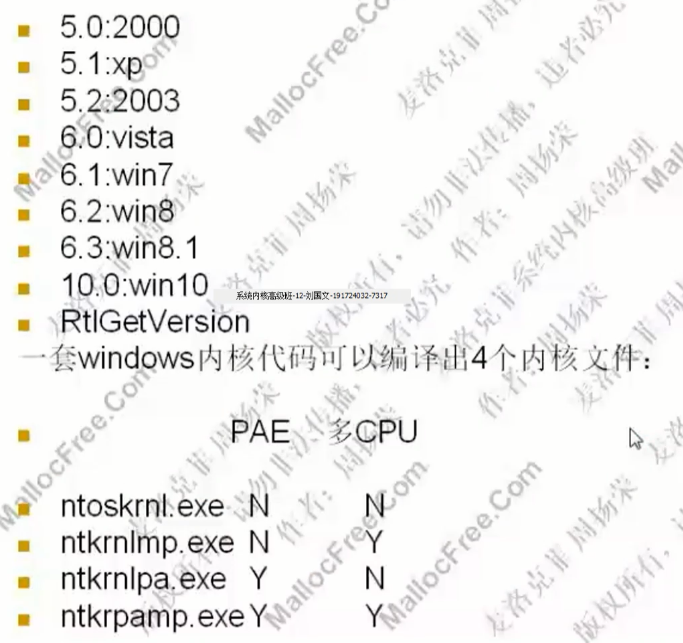 5.0:2000
5.1:xp
5.2:2003
6.0:vista
6.1:win7
6.2:win8
6.3:win8.1
10.0:win10
系统内核高级班-12-刘国文-191724032-7317
RtlGetVersion
一套windows内核代码可以编译出4个内核文件：
PAE 多CPU
ntoskrnl.exe N N
ntkrnlmp.exe N Y
ntkrnlpa.exe Y N
ntkrpamp.exe Y Y
MallocFree.Com
麦洛克菲 周扬荣
版权所有，请勿非法传播，违者必究
作者：周扬荣
麦洛克菲系统内核高级班